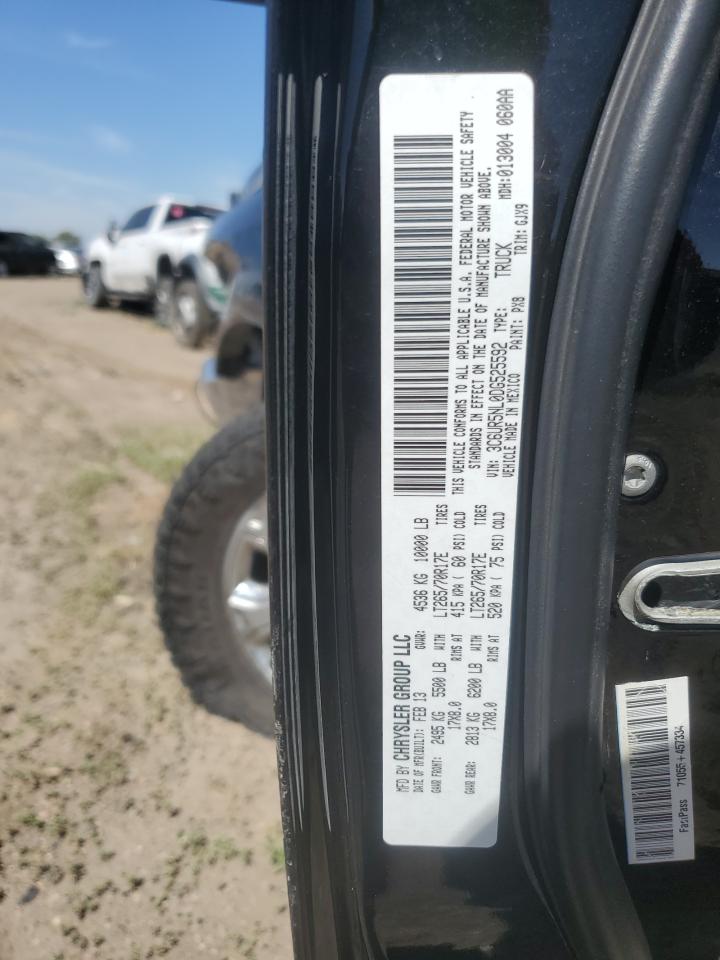 MFD BY CHRYSLER GROUP LLC
DATE OF MFR(BUILT): FEB 13 GVWR: 4536 KG 10000 LB
GAWR FRONT: 2495 KG 5500 LB WITH LT265/70R17E TIRES
17X8.0 RIMS AT 415 KPA ( 60 PSI) COLD
GAWR REAR: 2813 KG 6200 LB WITH LT265/70R17E TIRES
17X8.0 RIMS AT 520 KPA ( 75 PSI) COLD
THIS VEHICLE CONFORMS TO ALL APPLICABLE U.S.A. FEDERAL MOTOR VEHICLE SAFETY
STANDARDS IN EFFECT ON THE DATE OF MANUFACTURE SHOWN ABOVE.
VIN: 3C6UR5NL0DG525592 TYPE: TRUCK MDH:013004 060AA
VEHICLE MADE IN MEXICO PAINT: PX8 TRIM: GJX9
FastPass 71055+457334